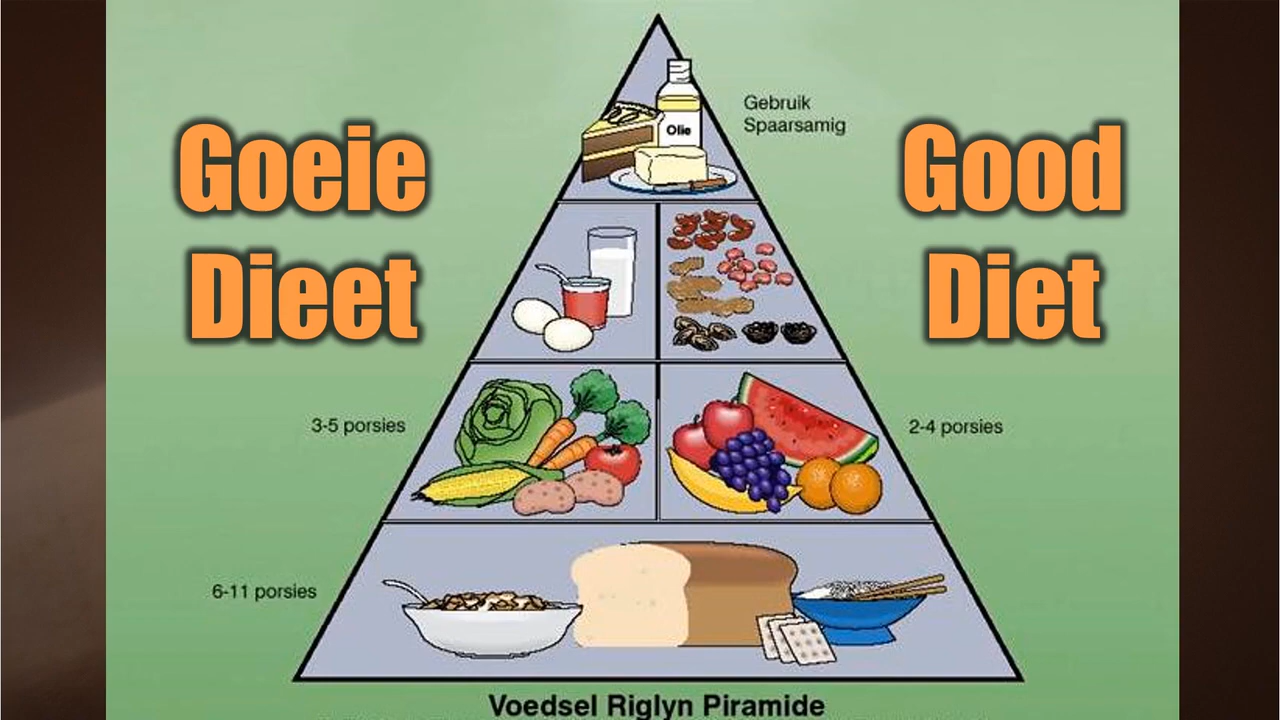 Goeie
Dieet
Good
Diet
Gebruik
Spaarsamig
Olie
3-5 porsies
2-4 porsies
6-11 porsies
Voedsel Riglyn Piramide